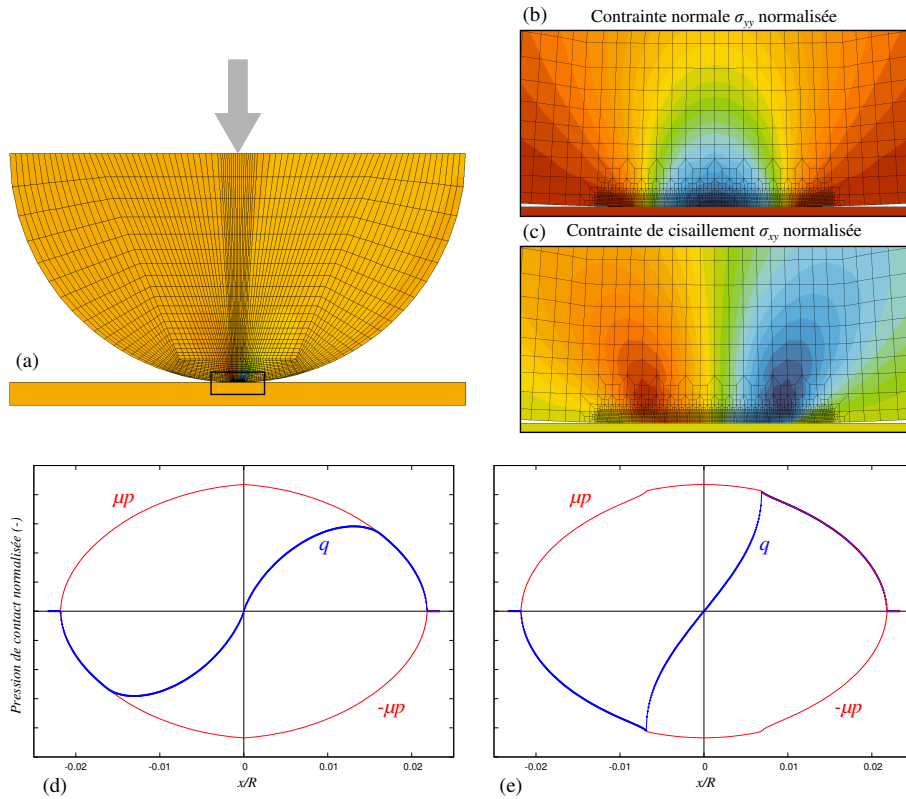 (b)
Contrainte normale σyy normalisée
(a)
(c)
Contrainte de cisaillement σxy normalisée
Pression de contact normalisée (-)
μp
q
-μp
-0.02
-0.01
0
0.01
0.02
x/R
(d)
μp
q
-μp
-0.02
-0.01
0
0.01
0.02
x/R
(e)